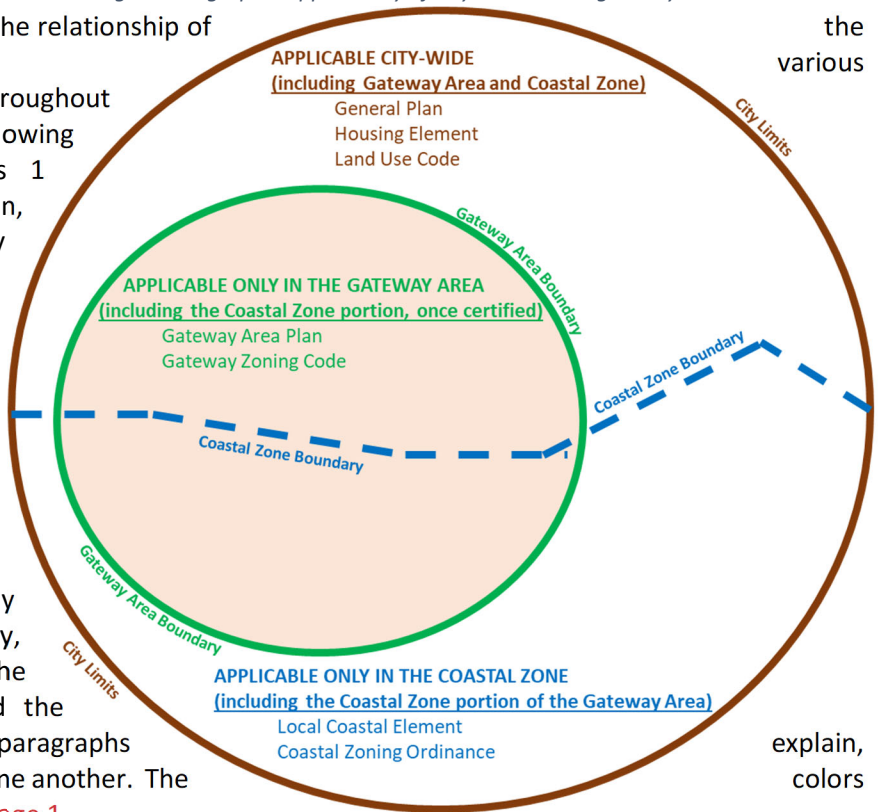 he relationship of the
APPLICABLE CITY-WIDE
various
(including Gateway Area and Coastal Zone)
roughout
General Plan
City Limits
owing
Housing Element
s 1
Land Use Code
n,
Gateway Area Boundary
y
APPLICABLE ONLY IN THE GATEWAY AREA
(including the Coastal Zone portion, once certified)
Gateway Area Plan
Gateway Zoning Code
Coastal Zone Boundary
Coastal Zone Boundary
Gateway Area Boundary
y
y,
City Limits
he
APPLICABLE ONLY IN THE COASTAL ZONE
(including the Coastal Zone portion of the Gateway Area)
d the
Local Coastal Element
paragraphs explain,
Coastal Zoning Ordinance
ne another. The colors